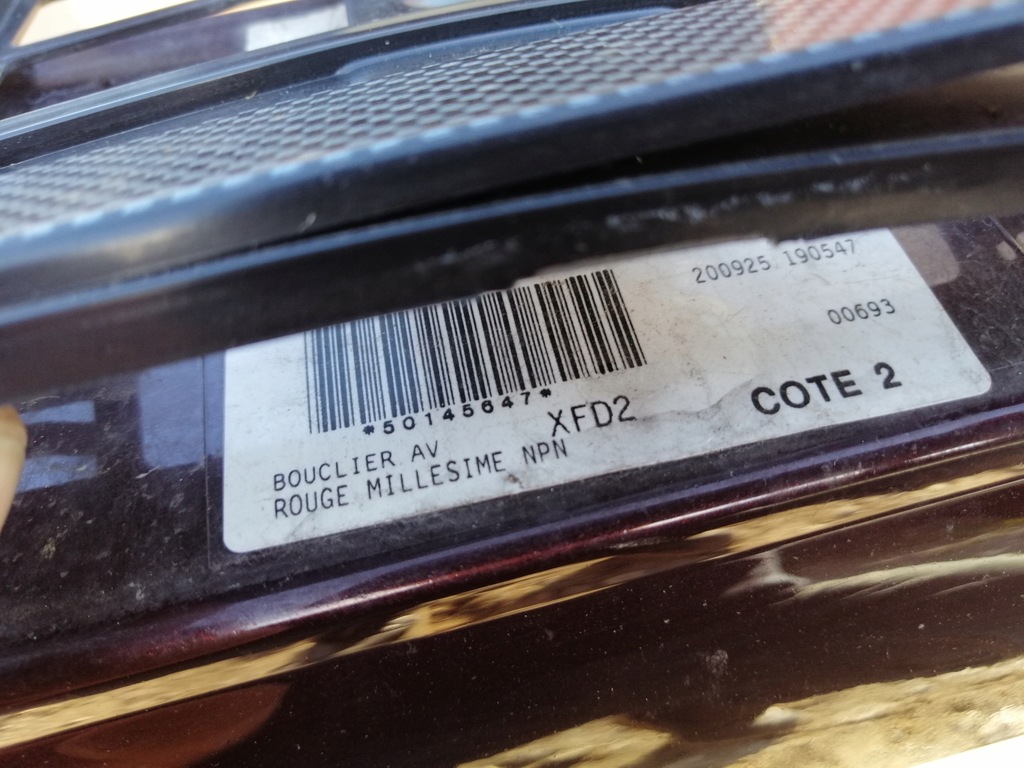 200925 190547
00693
*50145647*
XFD2
COTE 2
BOUCLIER AV
ROUGE MILLESIME NPN